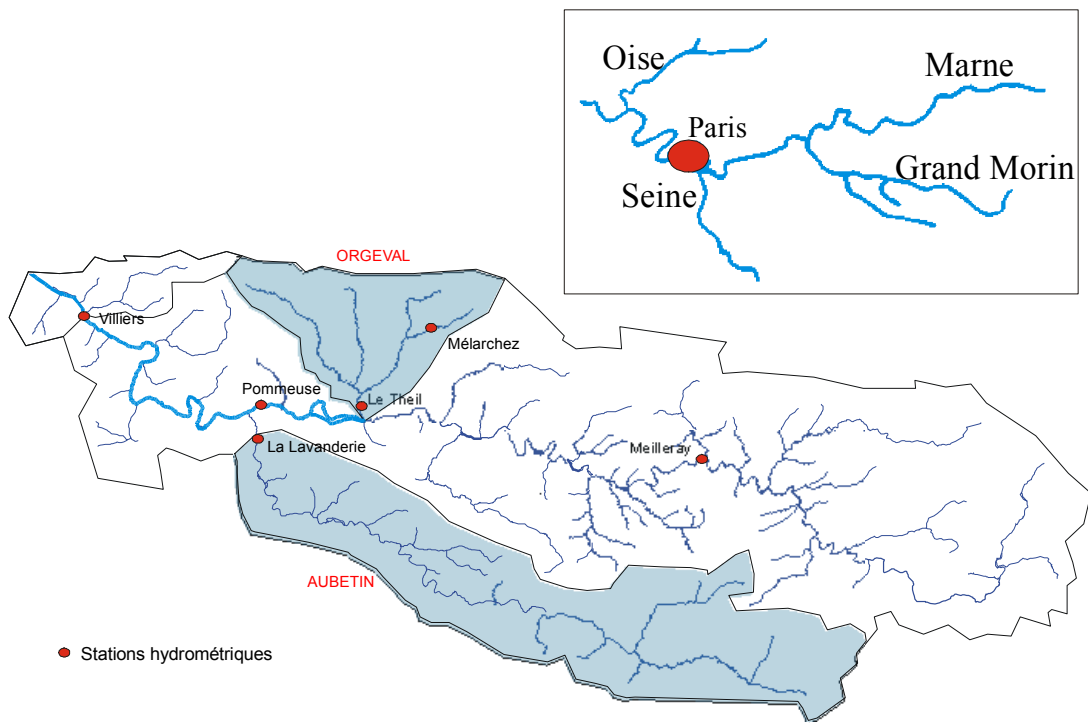 Oise
Marne
Paris
Grand Morin
Seine
ORGEVAL
Villiers
Mélarchez
Pommeuse
Le Theil
La Lavanderie
Meilleray
AUBETIN
Stations hydrométriques